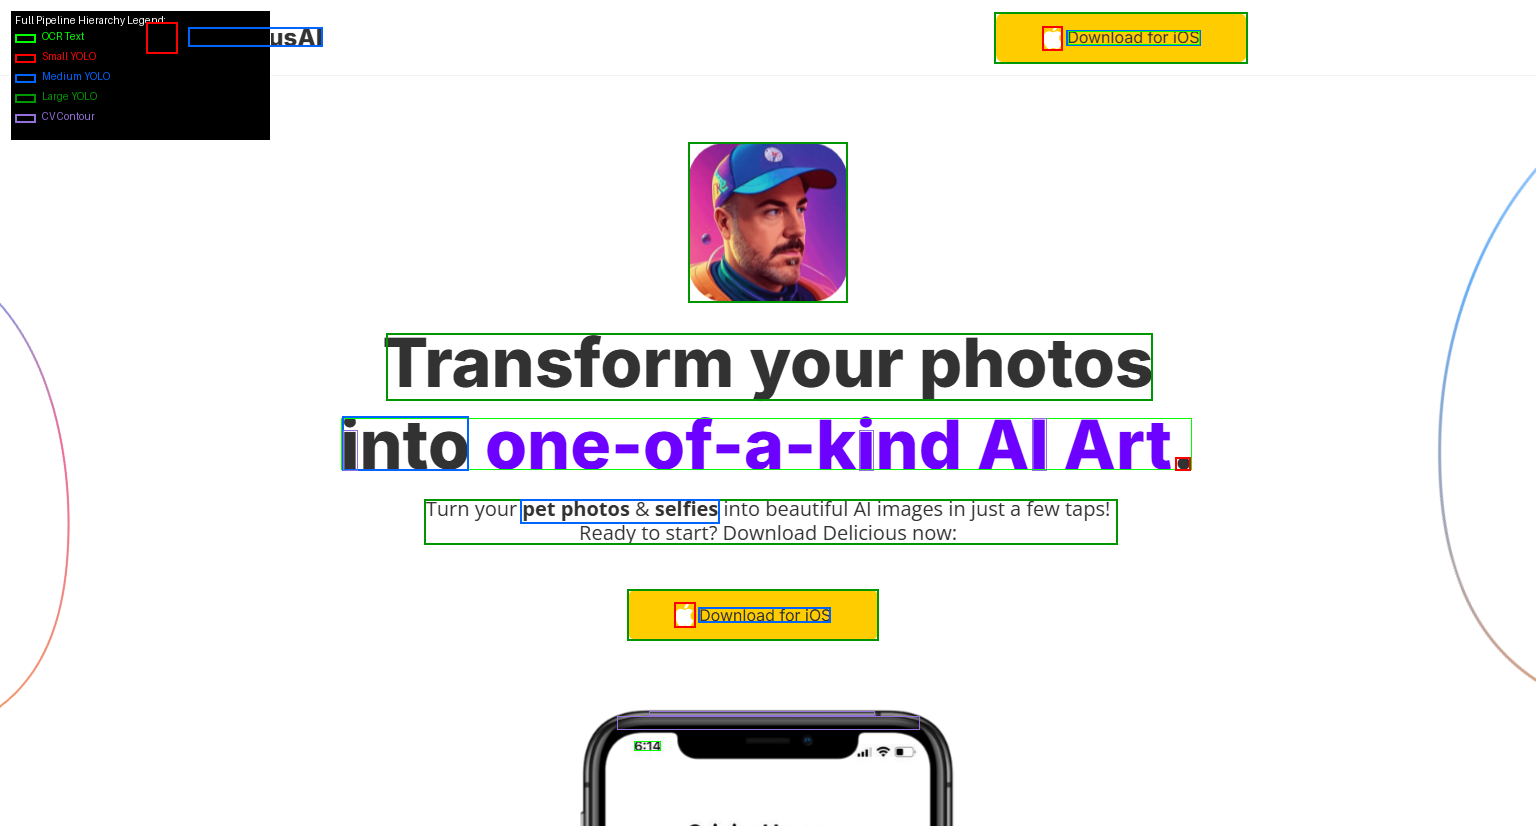 Full Pipeline Hierarchy Legend:
OCR Text
Small YOLO
Medium YOLO
Large YOLO
CV Contour
usAI
Download for iOS
Transform your photos
into one-of-a-kind AI Art.
Turn your pet photos & selfies into beautiful AI images in just a few taps!
Ready to start? Download Delicious now:
Download for iOS
6:14